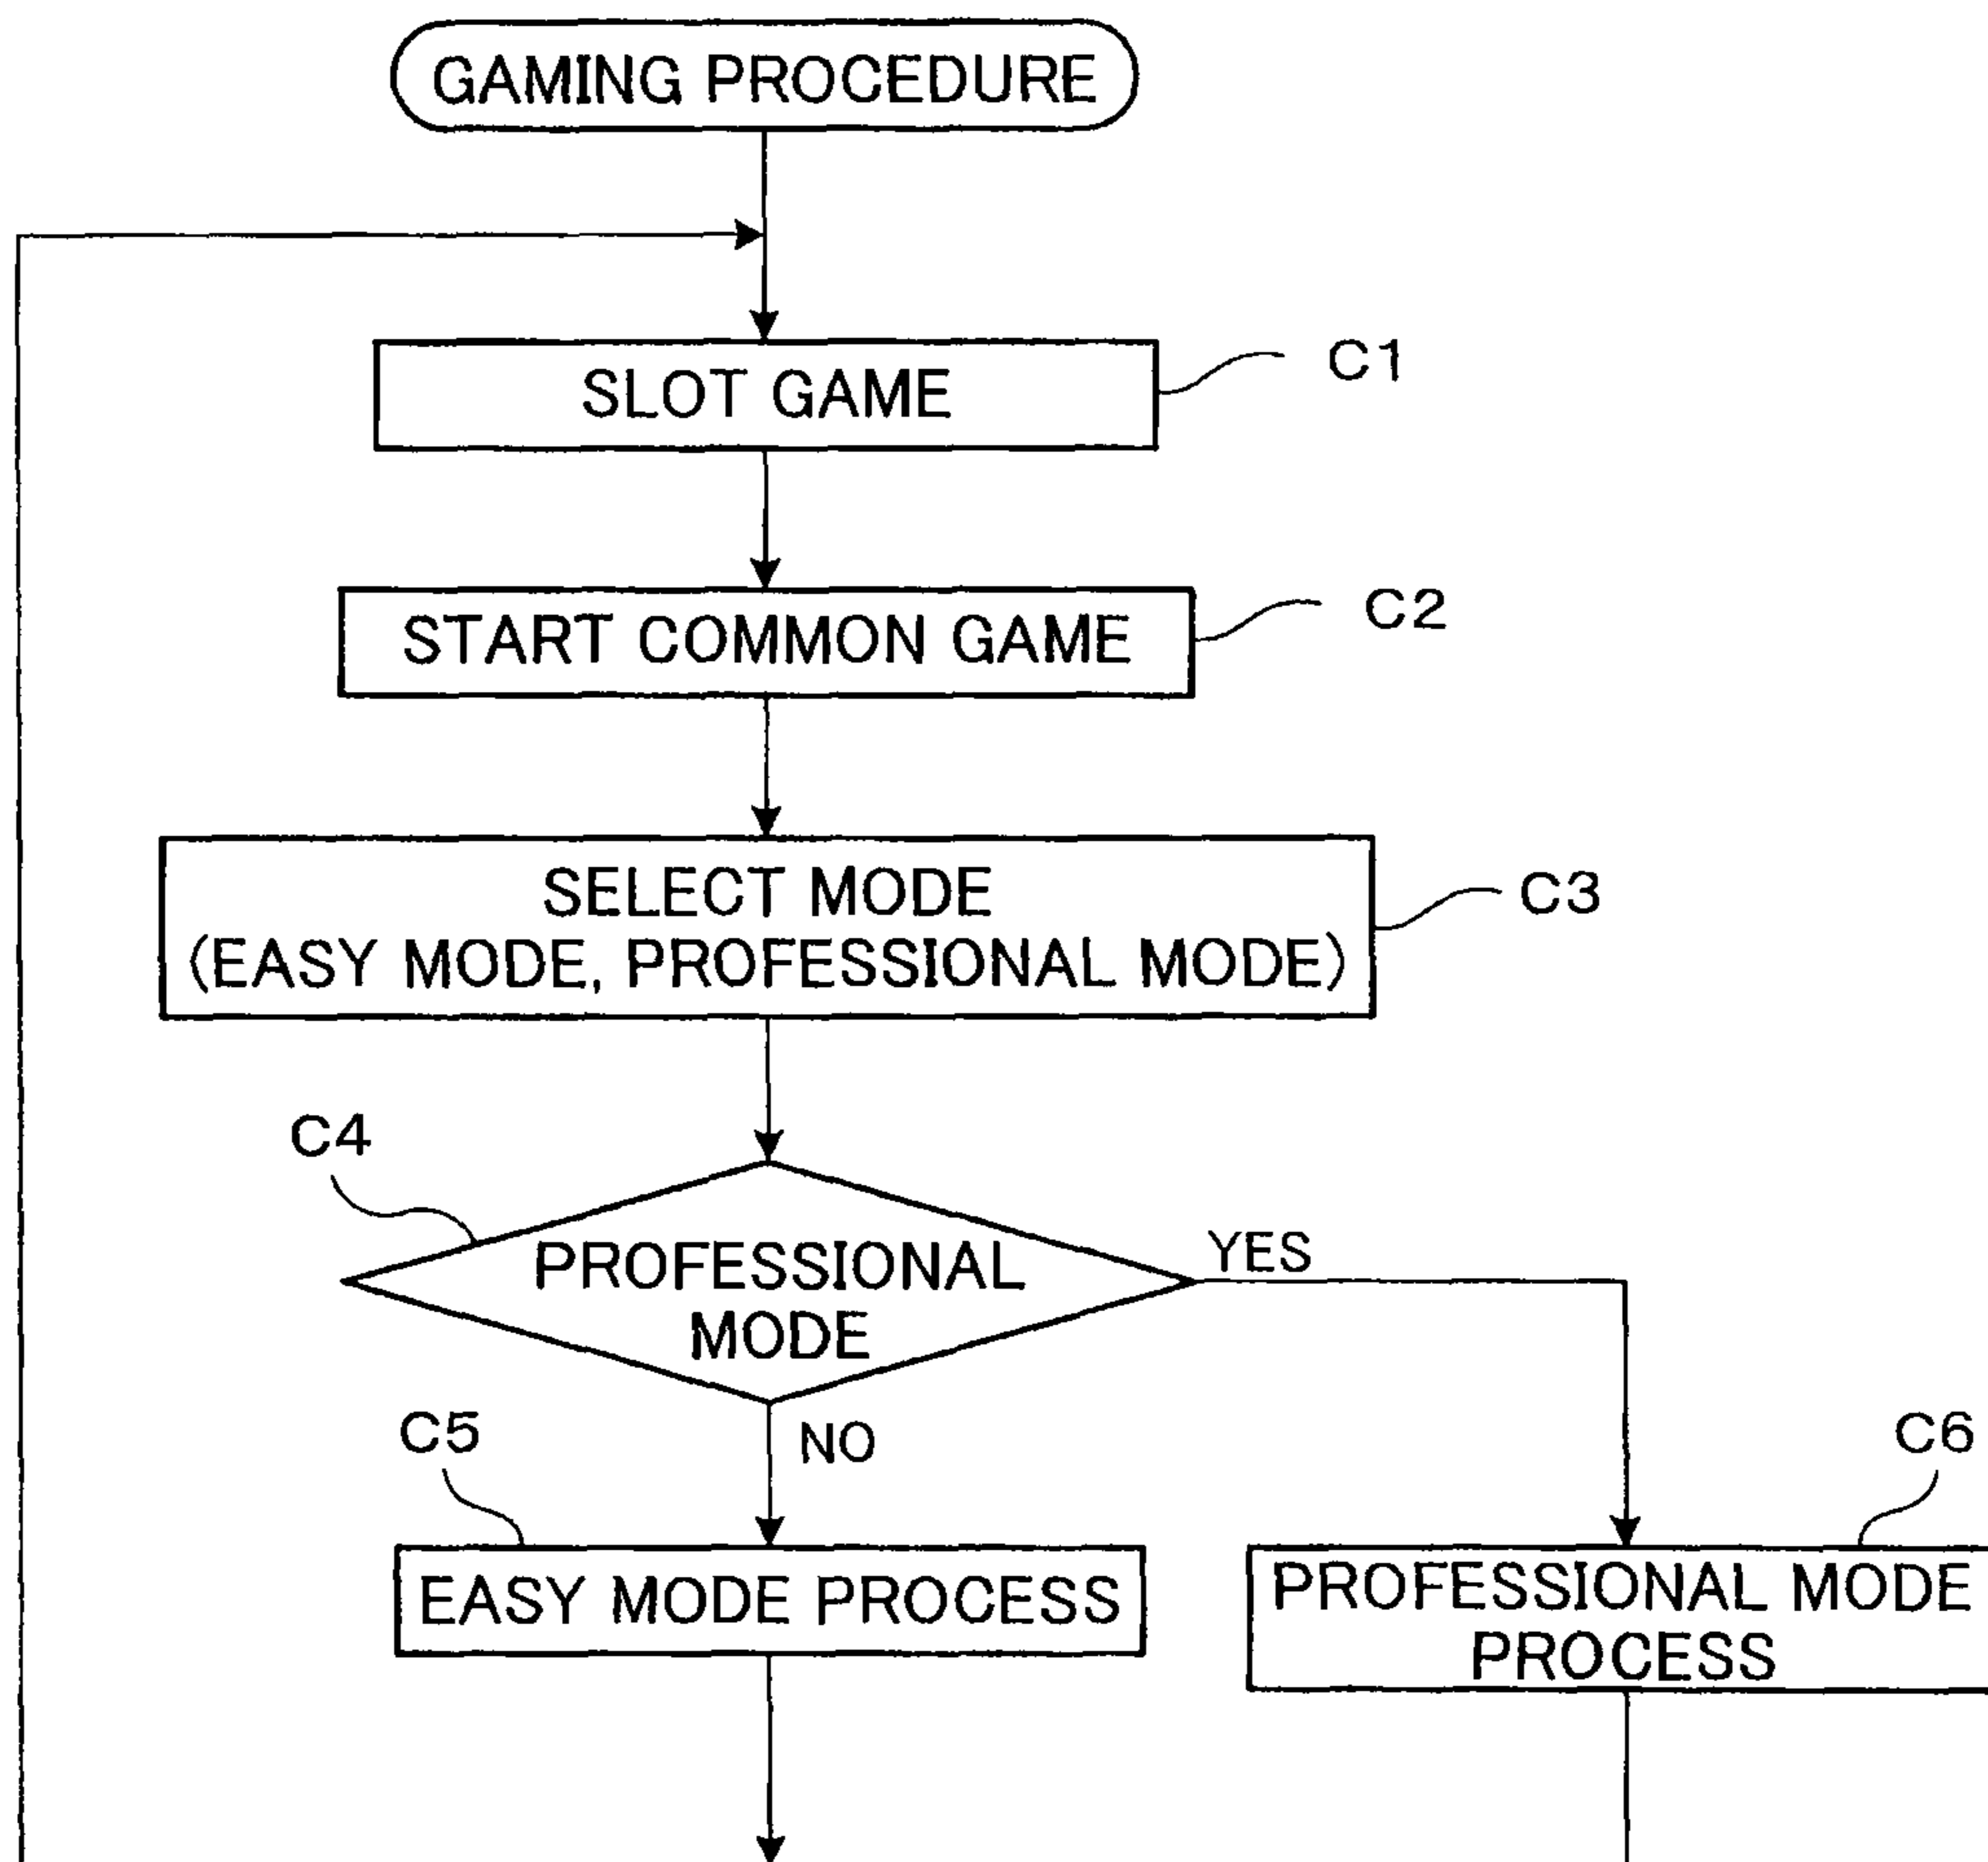 GAMING PROCEDURE
SLOT GAME
C1
START COMMON GAME
C2
SELECT MODE
(EASY MODE, PROFESSIONAL MODE)
C3
C4
PROFESSIONAL
MODE
YES
NO
C5
EASY MODE PROCESS
C6
PROFESSIONAL MODE
PROCESS